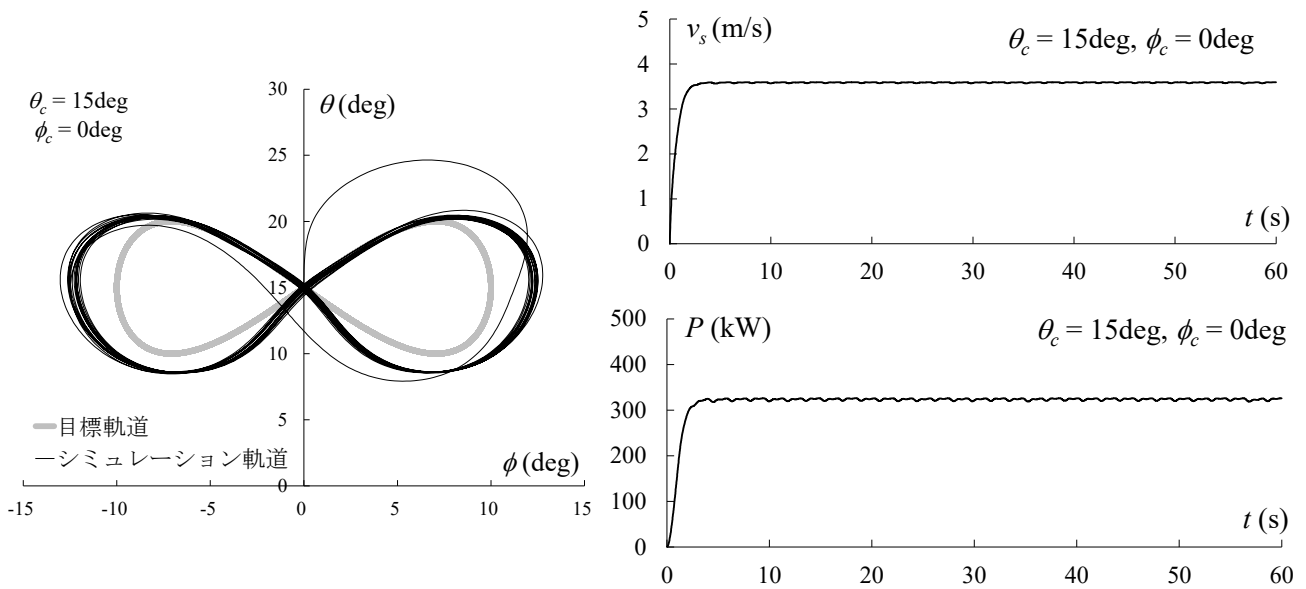 θc = 15deg
ϕc = 0deg
θ (deg)
30
25
20
15
10
5
0
目標軌道
シミュレーション軌道
ϕ (deg)
-15 -10 -5 0 5 10 15
vs (m/s)
θc = 15deg, ϕc = 0deg
5
4
3
2
1
0
t (s)
0 10 20 30 40 50 60
P (kW)
θc = 15deg, ϕc = 0deg
500
400
300
200
100
0
t (s)
0 10 20 30 40 50 60